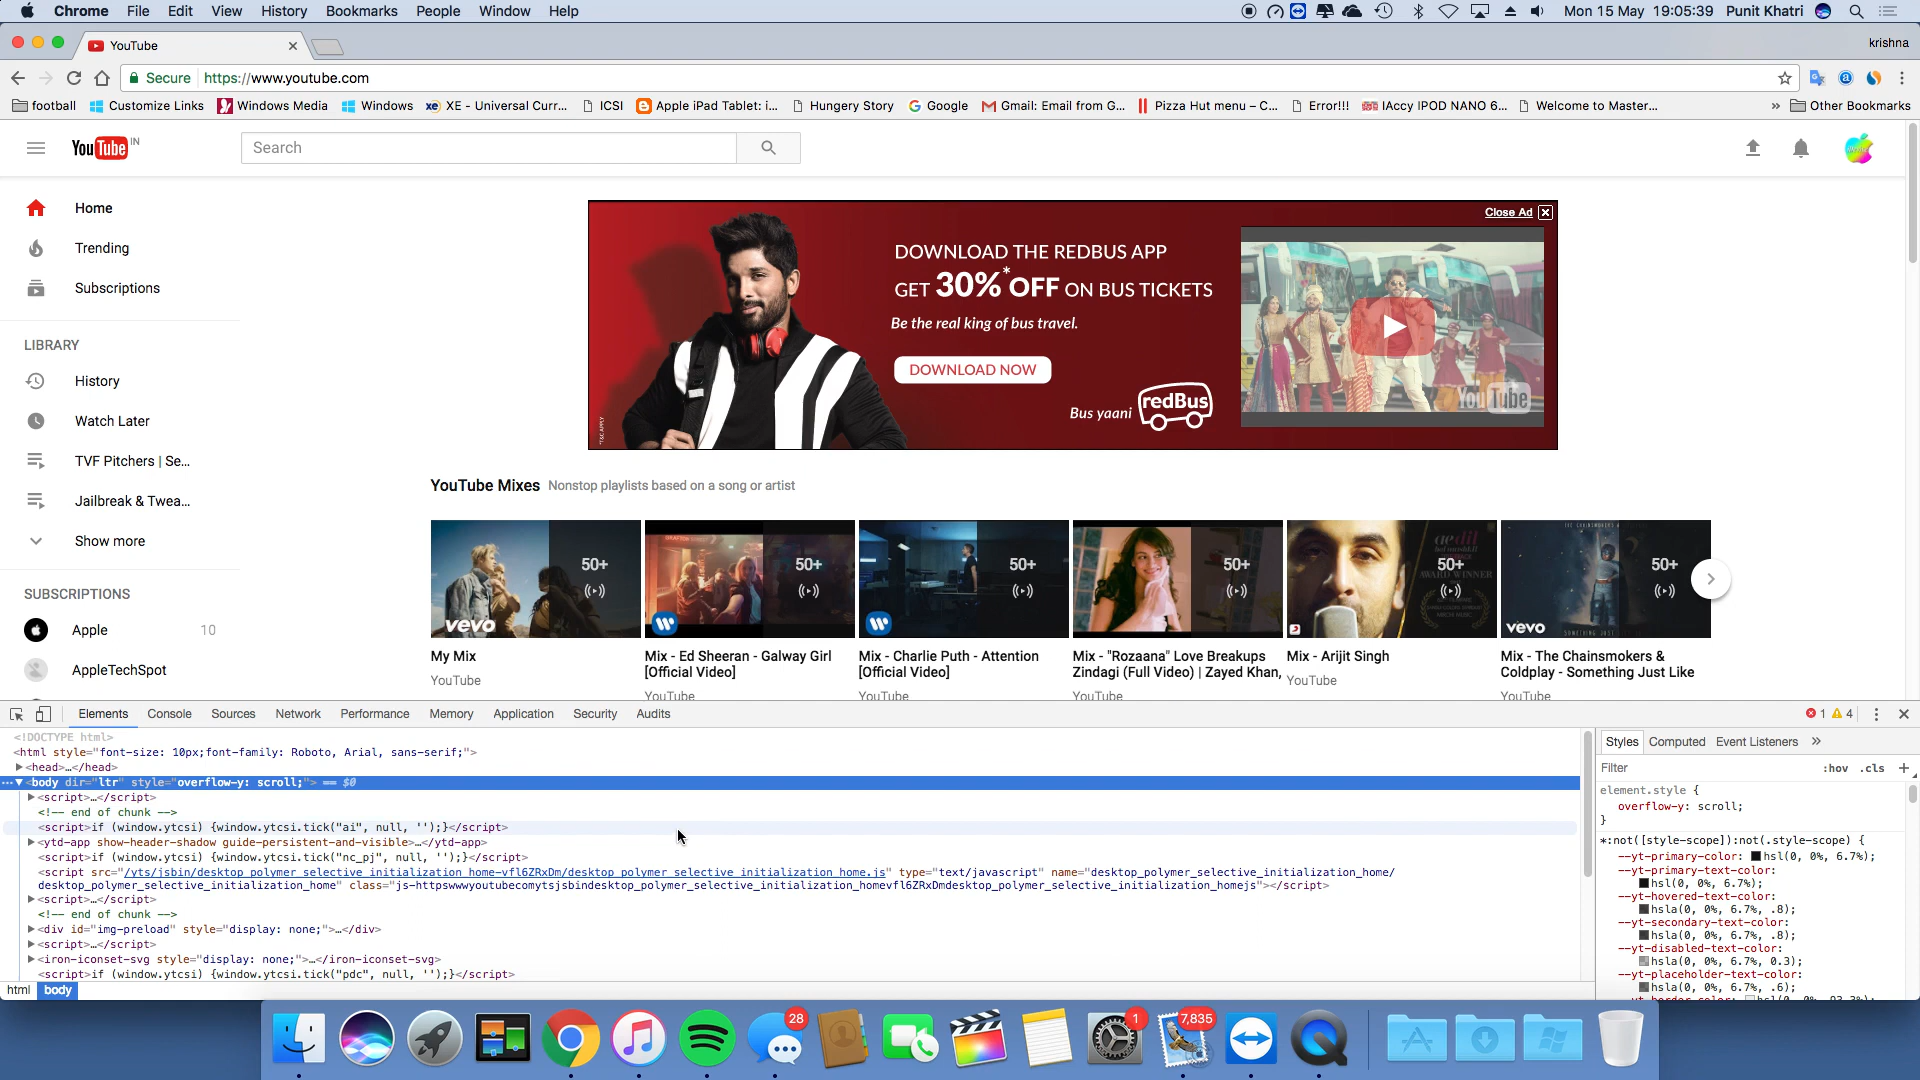 Chrome File Edit View History Bookmarks People Window Help Mon 15 May 19:05:39 Punit Khatri
YouTube krishna
Secure https://www.youtube.com
football Customize Links Windows Media Windows XE - Universal Curr... ICSI Apple iPad Tablet: i... Hungery Story Google Gmail: Email from G... Pizza Hut menu – C... Error!!! IAccy IPOD NANO 6... Welcome to Master... » Other Bookmarks
YouTube IN Search
Home
Trending
Subscriptions
LIBRARY
History
Watch Later
TVF Pitchers | Se...
Jailbreak & Twea...
Show more
SUBSCRIPTIONS
Apple 10
AppleTechSpot
Close Ad X
DOWNLOAD THE REDBUS APP
GET 30%* OFF ON BUS TICKETS
Be the real king of bus travel.
DOWNLOAD NOW
Bus yaani redBus
*T&C APPLY
YouTube
YouTube Mixes Nonstop playlists based on a song or artist
50+ 50+ 50+ 50+ 50+ 50+
vevo vevo
My Mix
YouTube
Mix - Ed Sheeran - Galway Girl
[Official Video]
YouTube
Mix - Charlie Puth - Attention
[Official Video]
YouTube
Mix - "Rozaana" Love Breakups
Zindagi (Full Video) | Zayed Khan,
YouTube
Mix - Arijit Singh
YouTube
Mix - The Chainsmokers &
Coldplay - Something Just Like
YouTube
Elements Console Sources Network Performance Memory Application Security Audits 1 4
<!DOCTYPE html>
<html style="font-size: 10px;font-family: Roboto, Arial, sans-serif;">
<head>…</head>
<body dir="ltr" style="overflow-y: scroll;"> == $0
<script>…</script>
<!-- end of chunk -->
<script>if (window.ytcsi) {window.ytcsi.tick("ai", null, '');}</script>
<ytd-app show-header-shadow guide-persistent-and-visible>…</ytd-app>
<script>if (window.ytcsi) {window.ytcsi.tick("nc_pj", null, '');}</script>
<script src="/yts/jsbin/desktop_polymer_selective_initialization_home-vfl6ZRxDm/desktop_polymer_selective_initialization_home.js" type="text/javascript" name="desktop_polymer_selective_initialization_home/
desktop_polymer_selective_initialization_home" class="js-httpswwwyoutubecomytsjsbindesktop_polymer_selective_initialization_homevfl6ZRxDmdesktop_polymer_selective_initialization_homejs"></script>
<script>…</script>
<!-- end of chunk -->
<div id="img-preload" style="display: none;">…</div>
<script>…</script>
<iron-iconset-svg style="display: none;">…</iron-iconset-svg>
<script>if (window.ytcsi) {window.ytcsi.tick("pdc", null, '');}</script>
html body
Styles Computed Event Listeners »
Filter :hov .cls +
element.style {
overflow-y: scroll;
}
*:not([style-scope]):not(.style-scope) {
--yt-primary-color: hsl(0, 0%, 6.7%);
--yt-primary-text-color:
hsl(0, 0%, 6.7%);
--yt-hovered-text-color:
hsla(0, 0%, 6.7%, .8);
--yt-secondary-text-color:
hsla(0, 0%, 6.7%, .8);
--yt-disabled-text-color:
hsla(0, 0%, 6.7%, 0.3);
--yt-placeholder-text-color:
hsla(0, 0%, 6.7%, .6);
28 1 7,835